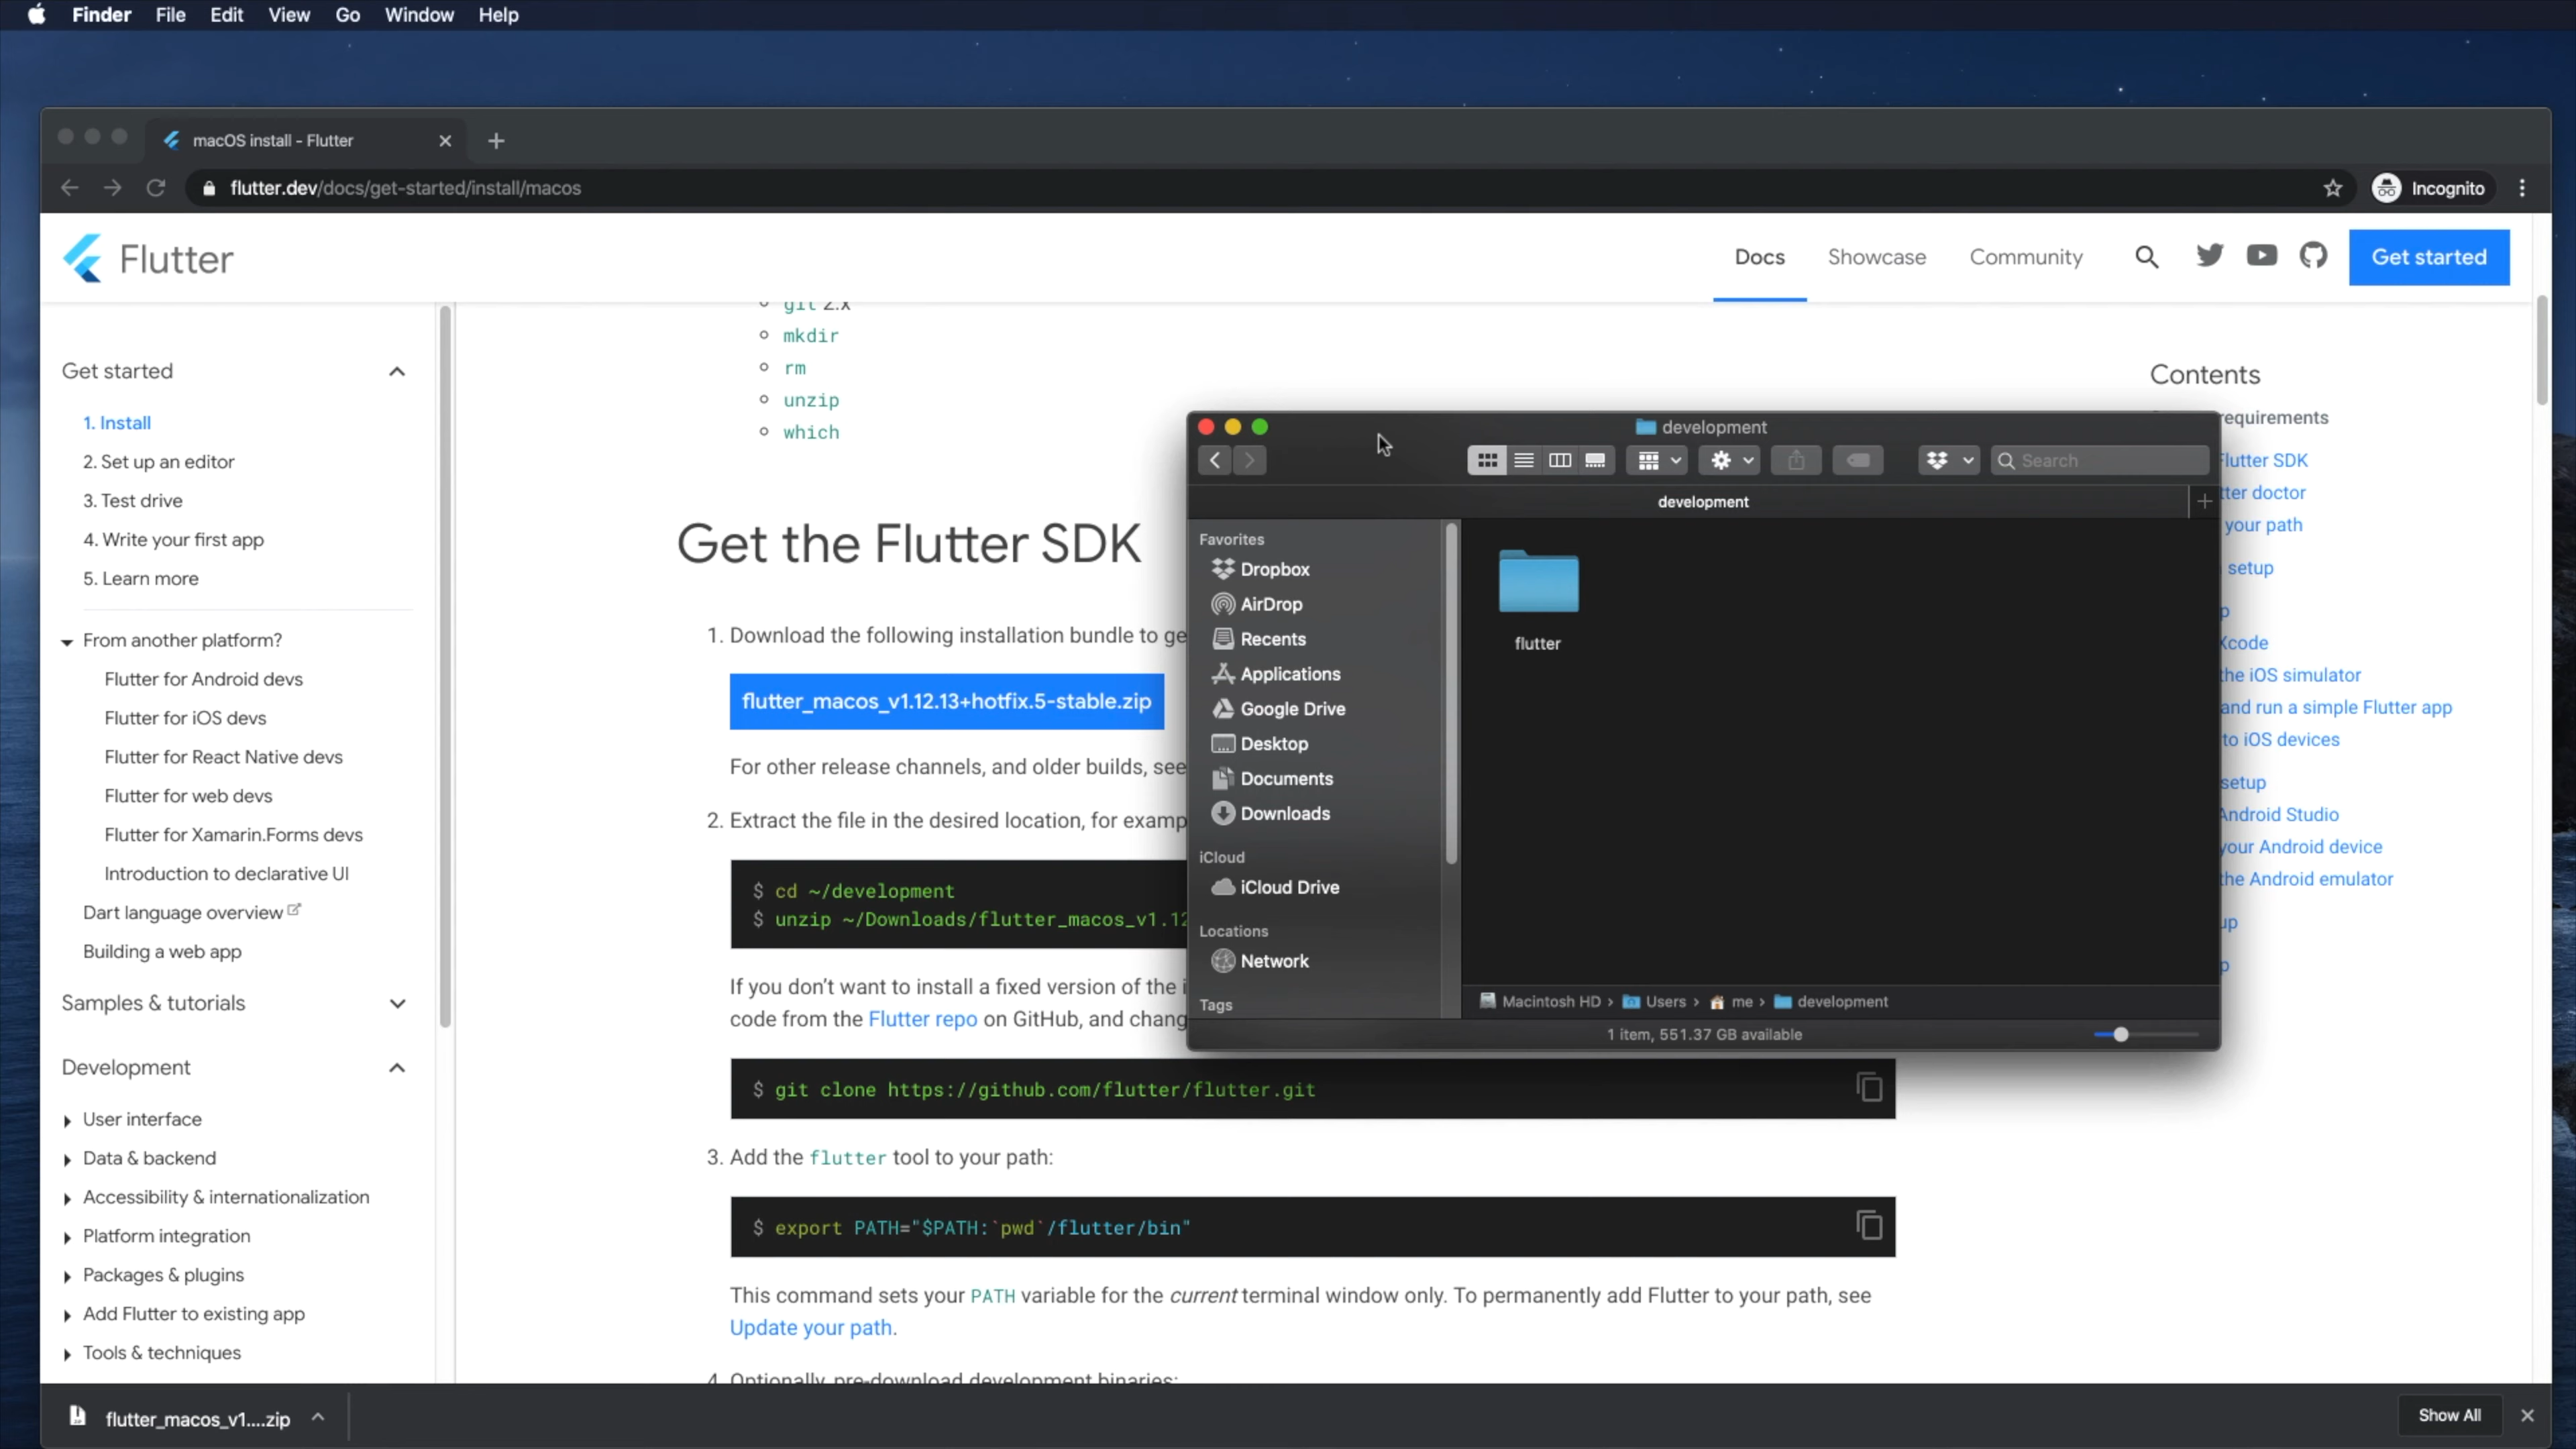 Finder File Edit View Go Window Help
macOS install - Flutter
flutter.dev/docs/get-started/install/macos
Incognito
Flutter
Docs
Showcase
Community
Get started
Get started
1. Install
2. Set up an editor
3. Test drive
4. Write your first app
5. Learn more
From another platform?
Flutter for Android devs
Flutter for iOS devs
Flutter for React Native devs
Flutter for web devs
Flutter for Xamarin.Forms devs
Introduction to declarative UI
Dart language overview
Building a web app
Samples & tutorials
Development
User interface
Data & backend
Accessibility & internationalization
Platform integration
Packages & plugins
Add Flutter to existing app
Tools & techniques
git 2.x
mkdir
rm
unzip
which
Get the Flutter SDK
1. Download the following installation bundle to ge
flutter_macos_v1.12.13+hotfix.5-stable.zip
For other release channels, and older builds, see
2. Extract the file in the desired location, for examp
$ cd ~/development
$ unzip ~/Downloads/flutter_macos_v1.12
If you don't want to install a fixed version of the i
code from the Flutter repo on GitHub, and chang
$ git clone https://github.com/flutter/flutter.git
3. Add the flutter tool to your path:
$ export PATH="$PATH:`pwd`/flutter/bin"
This command sets your PATH variable for the current terminal window only. To permanently add Flutter to your path, see
Update your path.
4. Optionally, pre-download development binaries:
development
Search
development
Favorites
Dropbox
AirDrop
Recents
Applications
Google Drive
Desktop
Documents
Downloads
iCloud
iCloud Drive
Locations
Network
Tags
flutter
Macintosh HD › Users › me › development
1 item, 551.37 GB available
Contents
requirements
Flutter SDK
tter doctor
your path
setup
p
Xcode
the iOS simulator
and run a simple Flutter app
to iOS devices
setup
Android Studio
your Android device
the Android emulator
up
p
flutter_macos_v1....zip
Show All